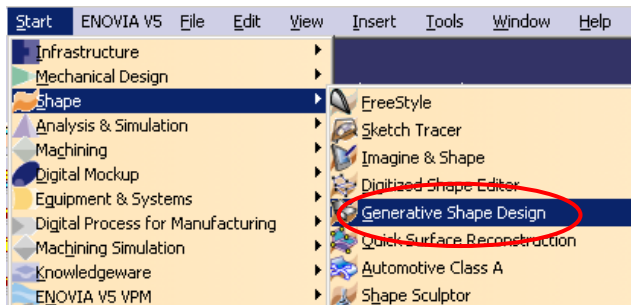 Start ENOVIA V5 File Edit View Insert Tools Window Help
Infrastructure
Mechanical Design
Shape
Analysis & Simulation
Machining
Digital Mockup
Equipment & Systems
Digital Process for Manufacturing
Machining Simulation
Knowledgeware
ENOVIA V5 VPM
FreeStyle
Sketch Tracer
Imagine & Shape
Digitized Shape Editor
Generative Shape Design
Quick Surface Reconstruction
Automotive Class A
Shape Sculptor